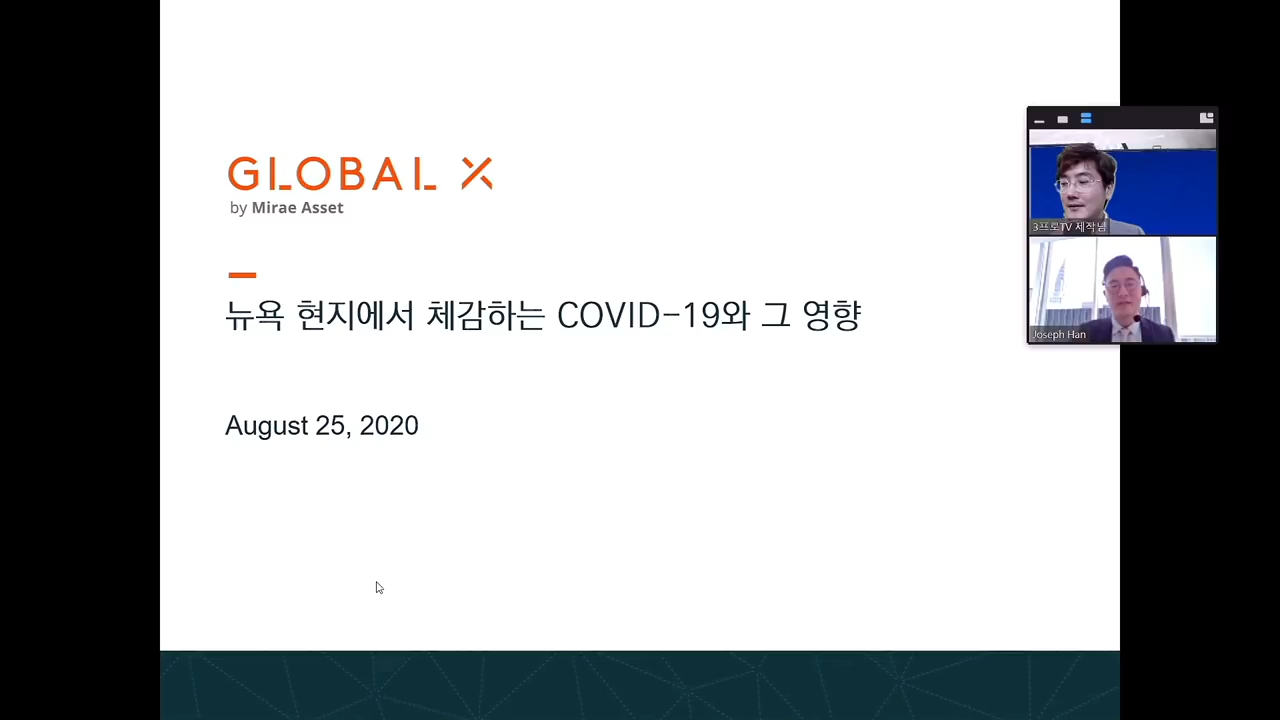 GLOBAL X
by Mirae Asset
뉴욕 현지에서 체감하는 COVID-19와 그 영향
August 25, 2020
3프로TV 제작님
Joseph Han